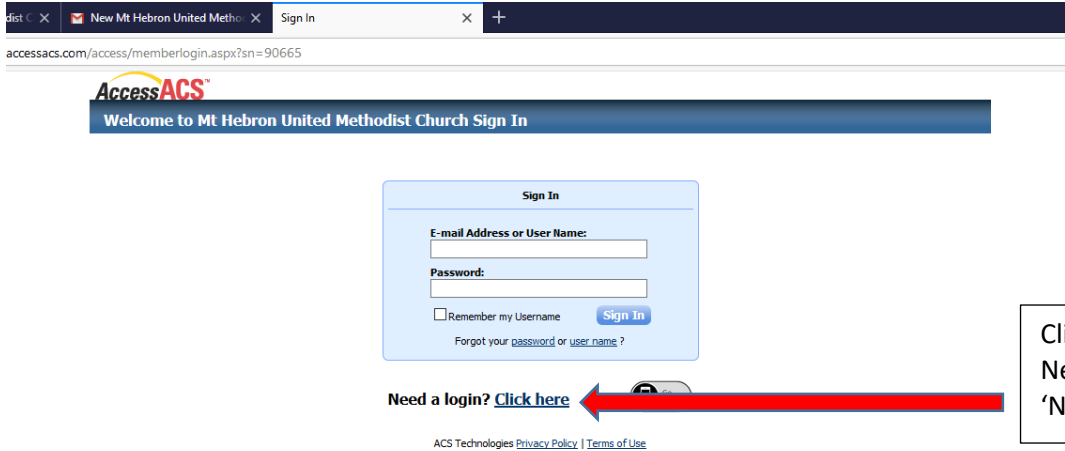 dist C New Mt Hebron United Metho Sign In
accessacs.com/access/memberlogin.aspx?sn=90665
AccessACS™
Welcome to Mt Hebron United Methodist Church Sign In
Sign In
E-mail Address or User Name:
Password:
Remember my Username Sign In
Forgot your password or user name ?
Need a login? Click here
ACS Technologies Privacy Policy | Terms of Use
Cli
Ne
'N